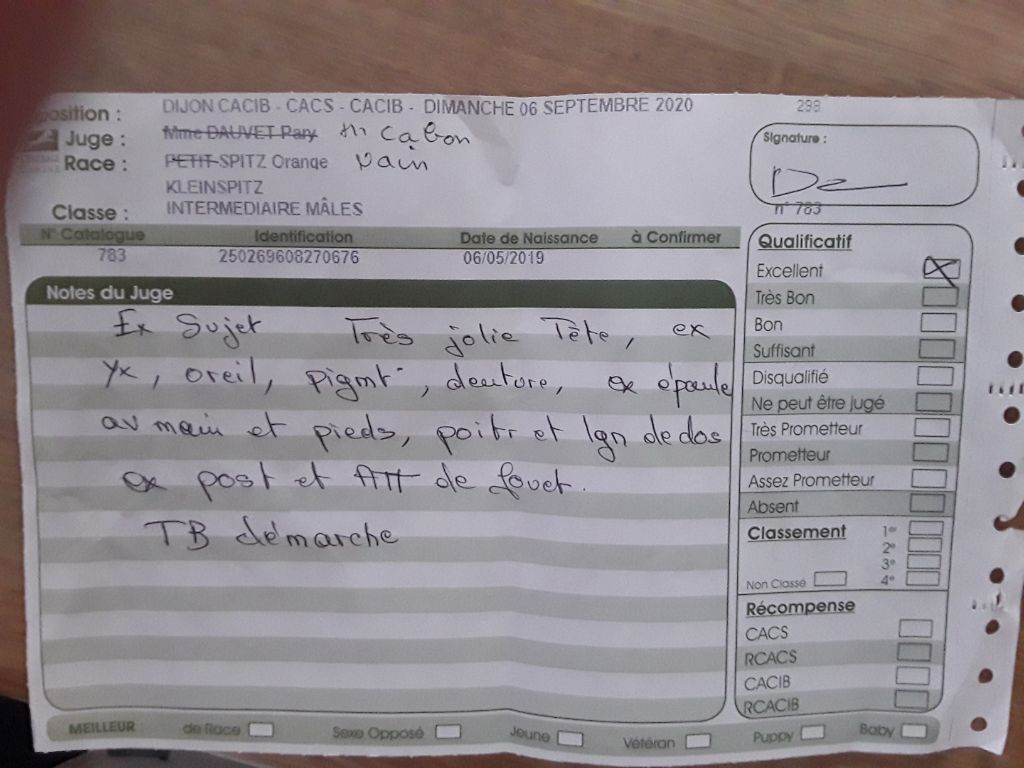 osition : DIJON CACIB - CACS - CACIB - DIMANCHE 06 SEPTEMBRE 2020 299
Juge : Mme DAUVET Pary Mr Cabon
Race : PETIT SPITZ Orange Nain
KLEINSPITZ
Classe : INTERMEDIAIRE MÂLES
Signature :
n° 783
N° Catalogue Identification Date de Naissance à Confirmer
783 250269608270676 06/05/2019
Notes du Juge
Ex Sujet Très jolie Tête, ex
yx, oreil, pigmt, denture, ex épaule
av main et pieds, poitr et lgn de dos
ex post et ATT de fouet.
TB démarche
Qualificatif
Excellent
Très Bon
Bon
Suffisant
Disqualifié
Ne peut être jugé
Très Prometteur
Prometteur
Assez Prometteur
Absent
Classement 1er
2e
3e
Non Classé 4e
Récompense
CACS
RCACS
CACIB
RCACIB
MEILLEUR : de Race Sexe Opposé Jeune Vétéran Puppy Baby